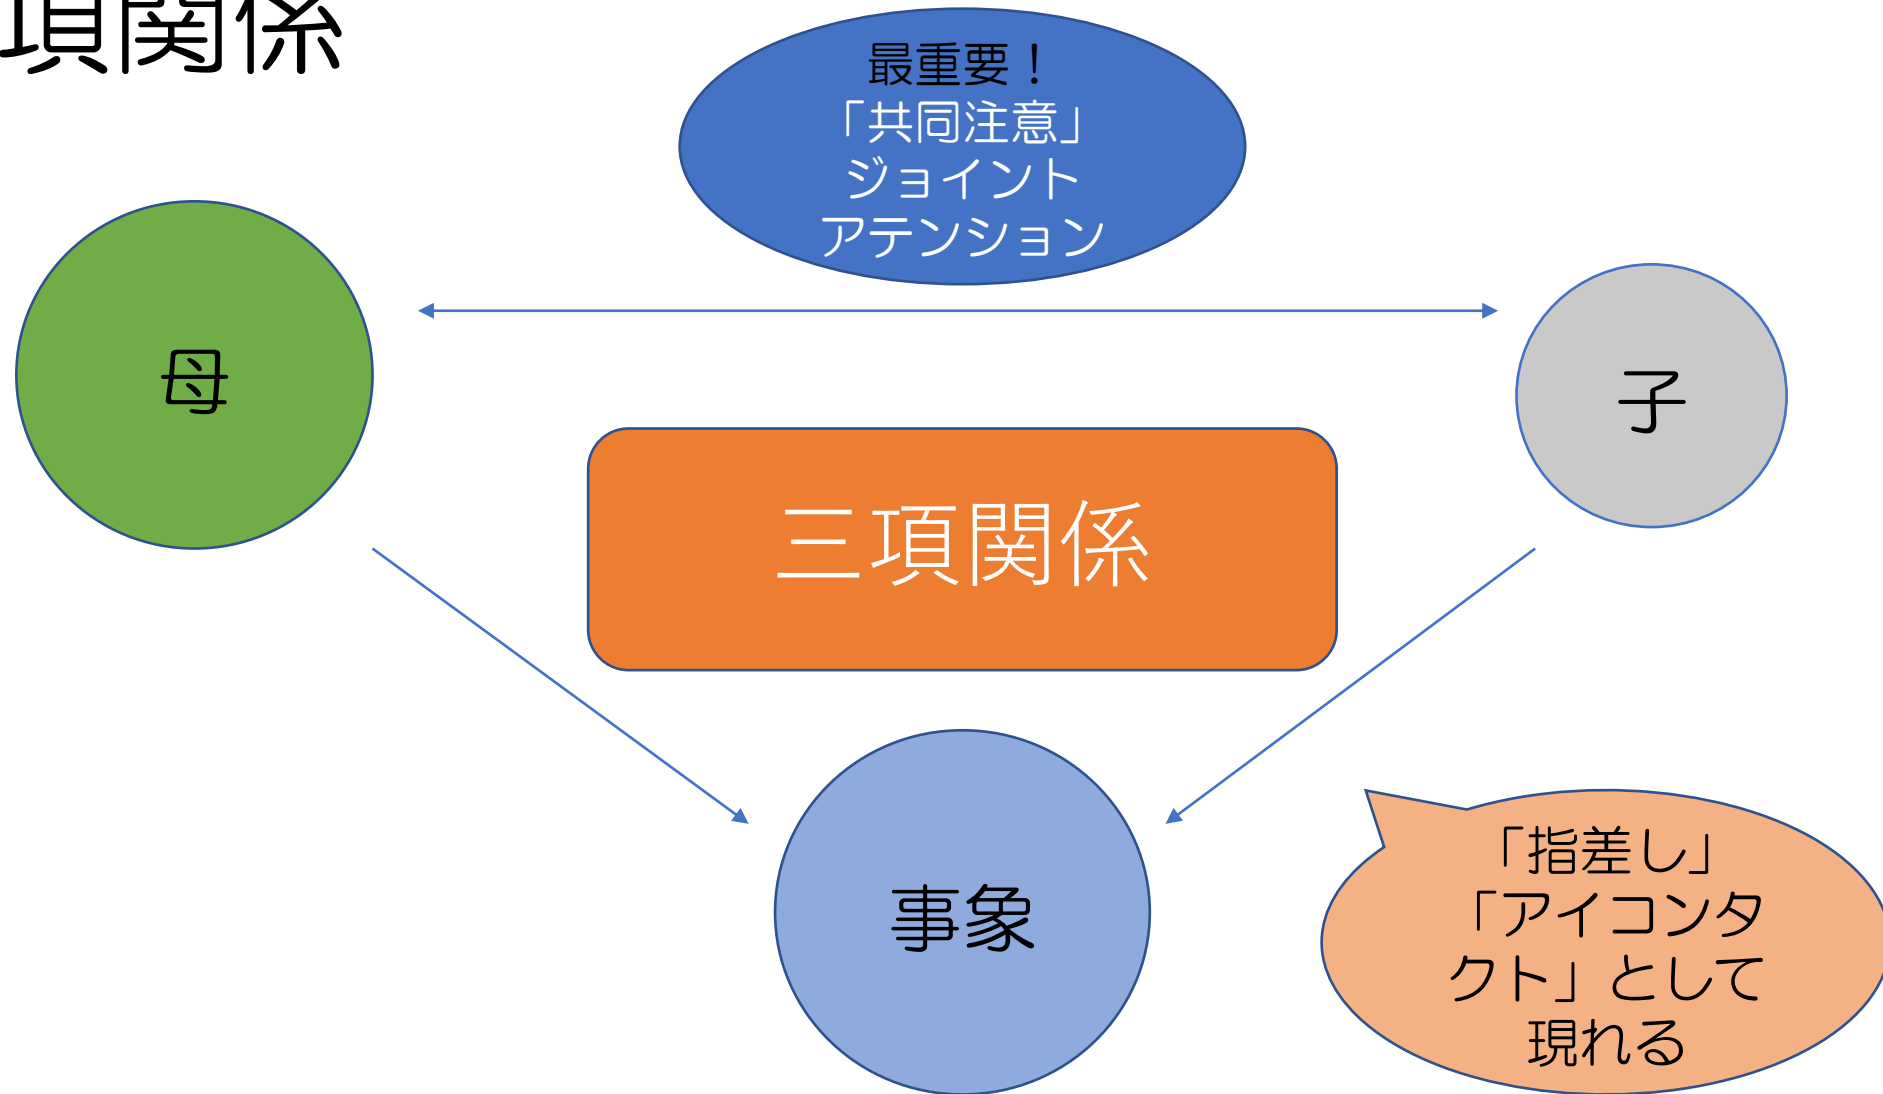 項関係
最重要！
「共同注意」
ジョイント
アテンション
母
子
三項関係
事象
「指差し」
「アイコンタ
クト」として
現れる